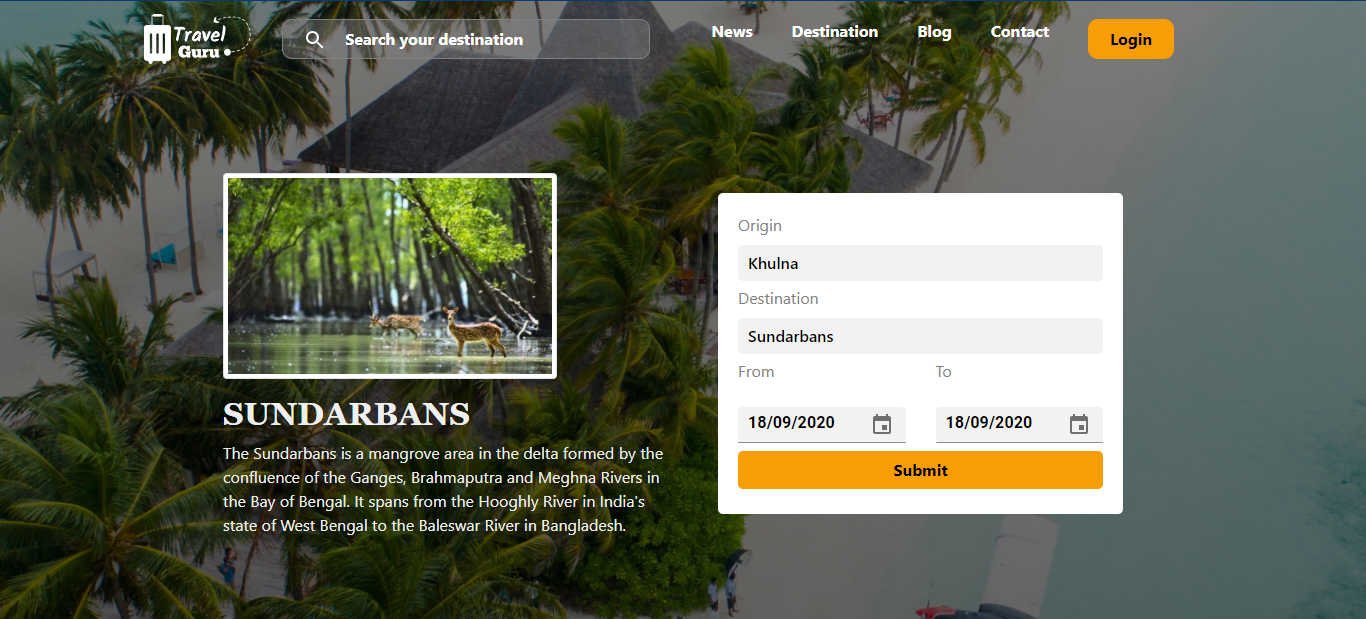 Travel
Guru
Search your destination
News
Destination
Blog
Contact
Login
SUNDARBANS
The Sundarbans is a mangrove area in the delta formed by the
confluence of the Ganges, Brahmaputra and Meghna Rivers in
the Bay of Bengal. It spans from the Hooghly River in India's
state of West Bengal to the Baleswar River in Bangladesh.
Origin
Khulna
Destination
Sundarbans
From
To
18/09/2020
18/09/2020
Submit